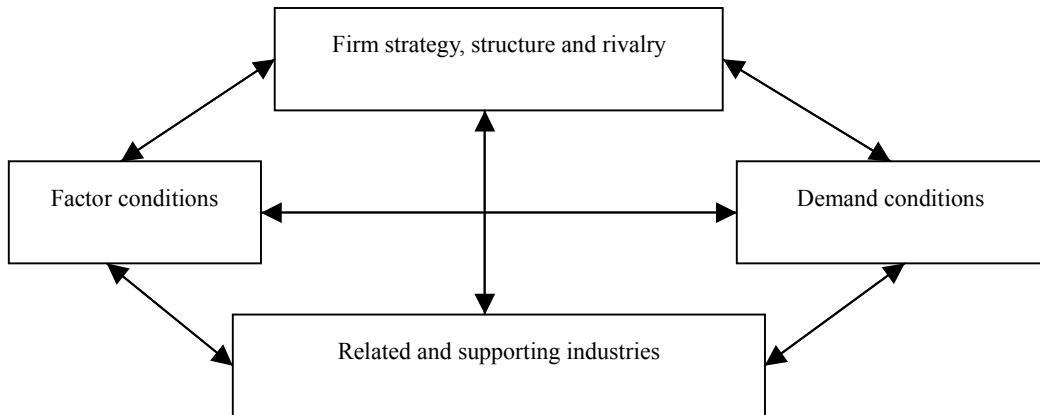 Firm strategy, structure and rivalry
Factor conditions
Demand conditions
Related and supporting industries